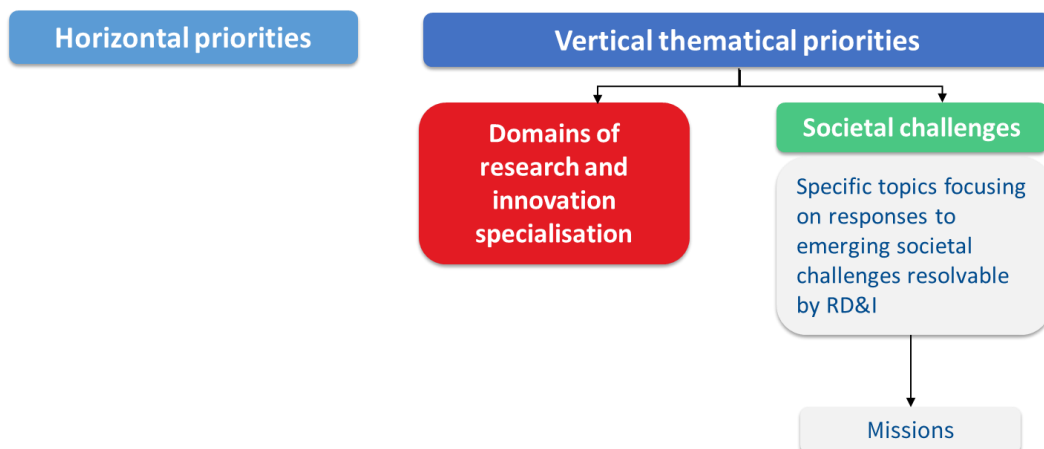 Horizontal priorities
Vertical thematical priorities
Domains of
research and
innovation
specialisation
Societal challenges
Specific topics focusing
on responses to
emerging societal
challenges resolvable
by RD&I
Missions